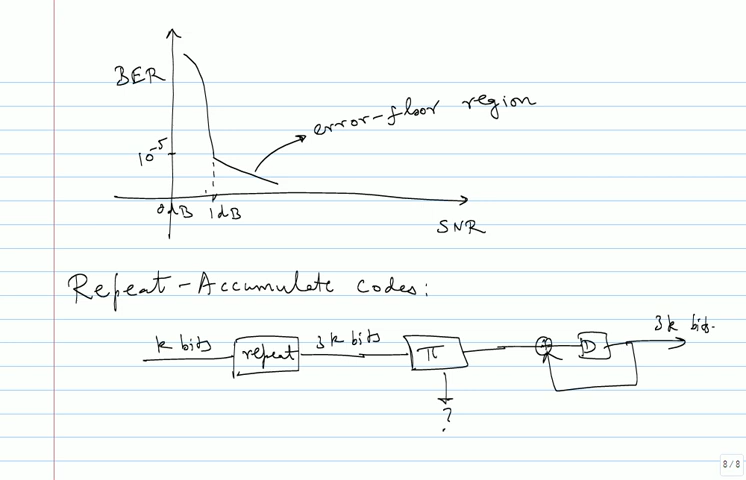 BER
error-floor region
10^-5
0dB 1dB
SNR
Repeat-Accumulate codes:
k bits repeat 3k bits π + D 3k bits.
?
8/8